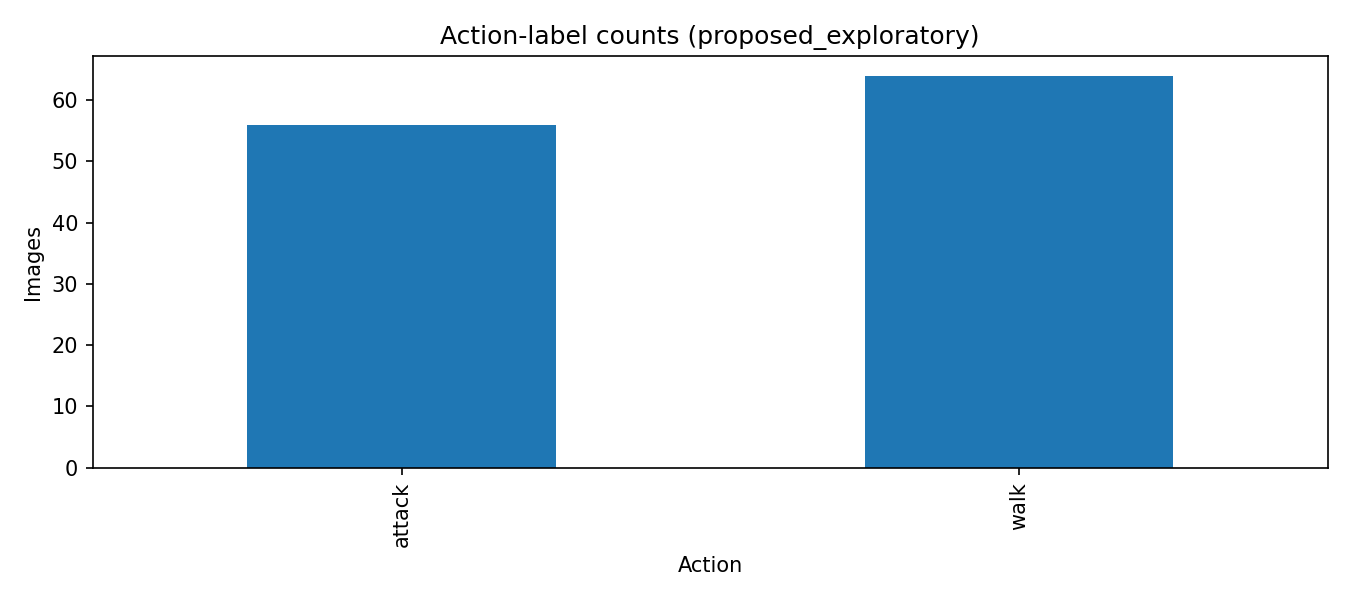 Action-label counts (proposed_exploratory)
Images
60
50
40
30
20
10
0
attack
walk
Action